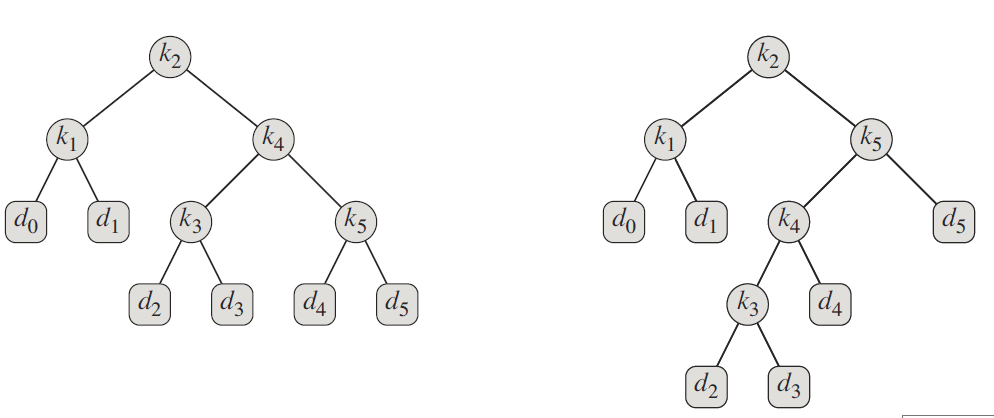 k₂ k₂
k₁ k₄ k₁ k₅
d₀ d₁ k₃ k₅ d₀ d₁ k₄ d₅
d₂ d₃ d₄ d₅ k₃ d₄
d₂ d₃